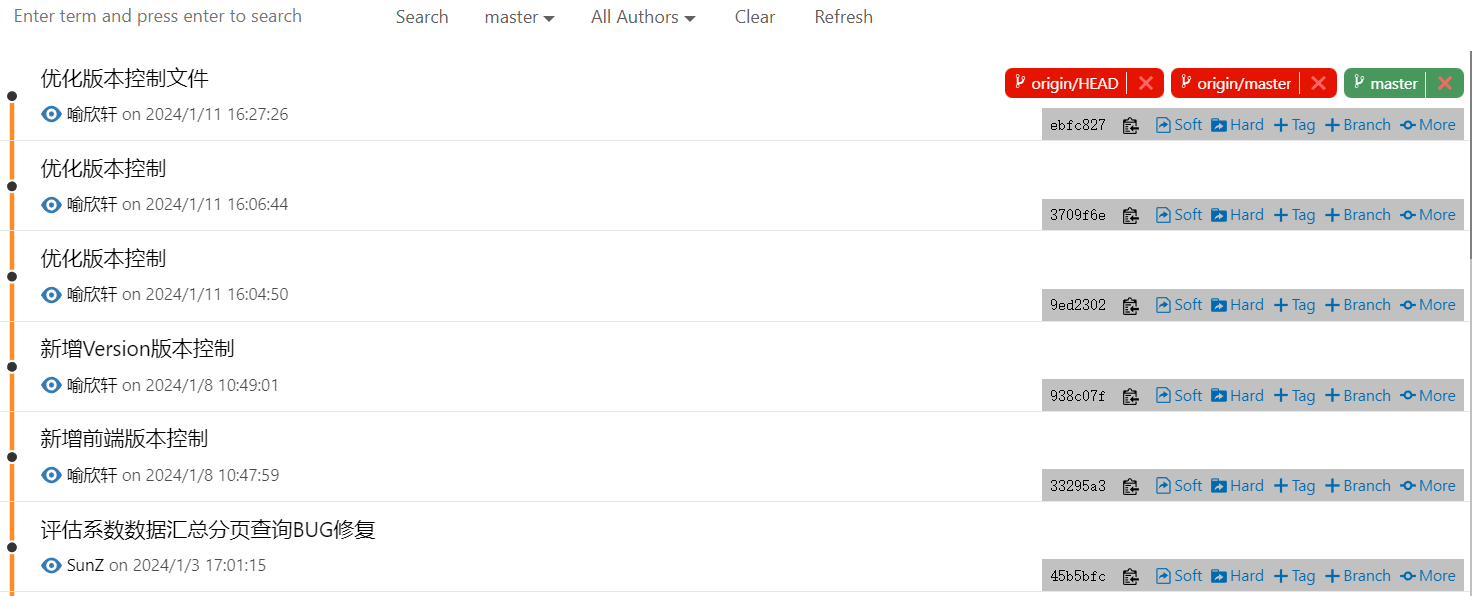 Enter term and press enter to search Search master All Authors Clear Refresh
优化版本控制文件 origin/HEAD origin/master master
喻欣轩 on 2024/1/11 16:27:26 ebfc827 Soft Hard Tag Branch More
优化版本控制
喻欣轩 on 2024/1/11 16:06:44 3709f6e Soft Hard Tag Branch More
优化版本控制
喻欣轩 on 2024/1/11 16:04:50 9ed2302 Soft Hard Tag Branch More
新增Version版本控制
喻欣轩 on 2024/1/8 10:49:01 938c07f Soft Hard Tag Branch More
新增前端版本控制
喻欣轩 on 2024/1/8 10:47:59 33295a3 Soft Hard Tag Branch More
评估系数数据汇总分页查询BUG修复
SunZ on 2024/1/3 17:01:15 45b5bfc Soft Hard Tag Branch More